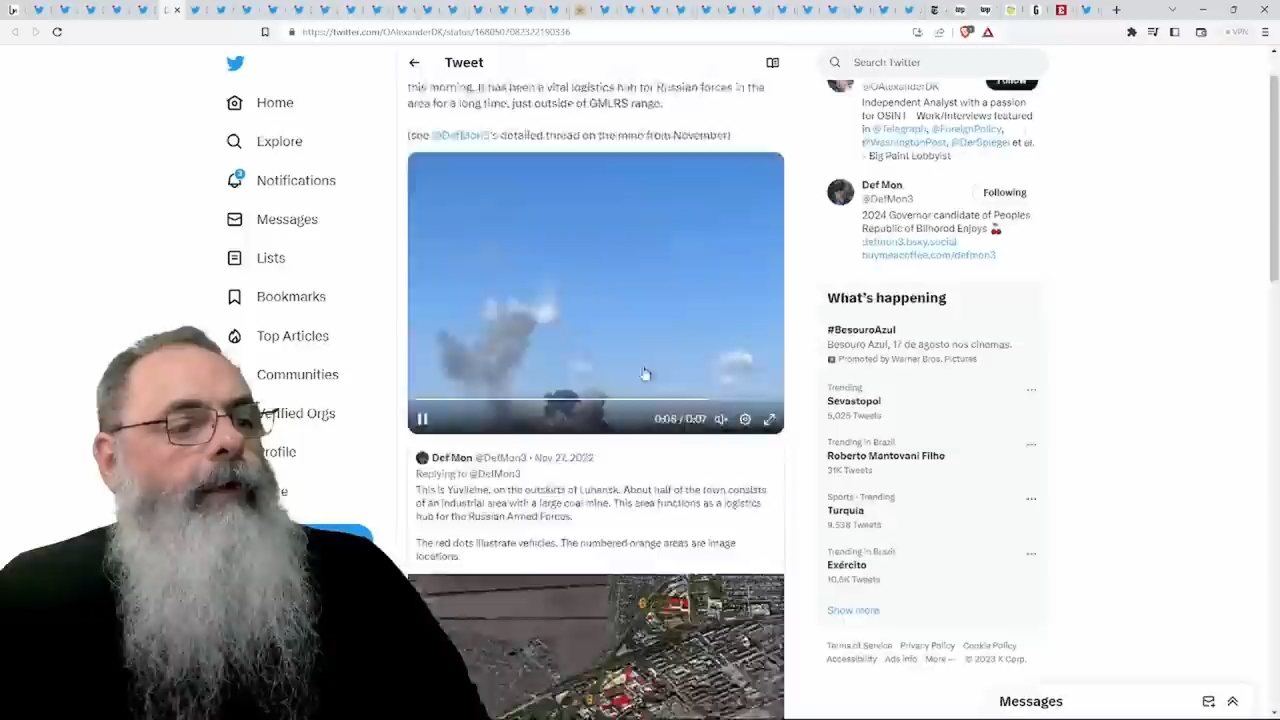 https://twitter.com/OAlexanderDK/status/1680507082322190336
VPN
Home
Explore
3
Notifications
Messages
Lists
Bookmarks
Top Articles
Communities
erified Orgs
rofile
Tweet
this morning. It has been a vital logistics hub for Russian forces in the
area for a long time, just outside of GMLRS range.
(see @DefMon3's detailed thread on the mine from November)
0:06 / 0:07
Def Mon @DefMon3 · Nov 27, 2022
Replying to @DefMon3
This is Yuvileine, on the outskirts of Luhansk. About half of the town consists
of an industrial area with a large coal mine. This area functions as a logistics
hub for the Russian Armed Forces.
The red dots illustrate vehicles. The numbered orange areas are image
locations.
Search Twitter
@OAlexanderDK
Follow
Independent Analyst with a passion
for OSINT Work/Interviews featured
in @Telegraph, @ForeignPolicy,
@WashingtonPost, @DerSpiegel et al.
- Big Paint Lobbyist
Def Mon
@DefMon3
Following
2024 Governor candidate of Peoples
Republic of Bilhorod Enjoys 🍒
defmon3.bsky.social
buymeacoffee.com/defmon3
What's happening
#BesouroAzul
Besouro Azul, 17 de agosto nos cinemas.
Promoted by Warner Bros. Pictures
Trending
Sevastopol
5,025 Tweets
Trending in Brazil
Roberto Mantovani Filho
31K Tweets
Sports · Trending
Turquia
9,538 Tweets
Trending in Brazil
Exército
10.6K Tweets
Show more
Terms of Service Privacy Policy Cookie Policy
Accessibility Ads info More ··· © 2023 X Corp.
Messages